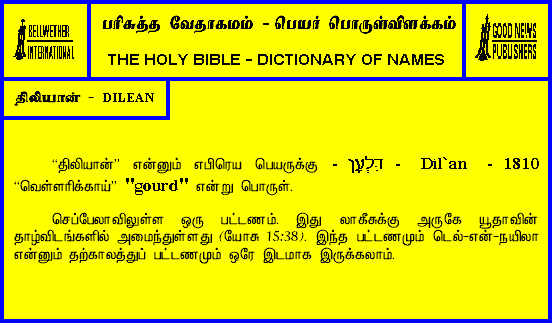 BELLWETHER
INTERNATIONAL
பரிசுத்த வேதாகமம் - பெயர் பொருள்விளக்கம்
THE HOLY BIBLE - DICTIONARY OF NAMES
GOOD NEWS
PUBLISHERS
திலியான் - DILEAN
“திலியான்” என்னும் எபிரெய பெயருக்கு - דִּלְעָן - Dil`an - 1810
“வெள்ளரிக்காய்” "gourd" என்று பொருள்.
செப்பேலாவிலுள்ள ஒரு பட்டணம். இது லாகீசுக்கு அருகே யூதாவின்
தாழ்விடங்களில் அமைந்துள்ளது (யோசு 15:38). இந்த பட்டணமும் டெல்-என்-நயிலா
என்னும் தற்காலத்துப் பட்டணமும் ஒரே இடமாக இருக்கலாம்.